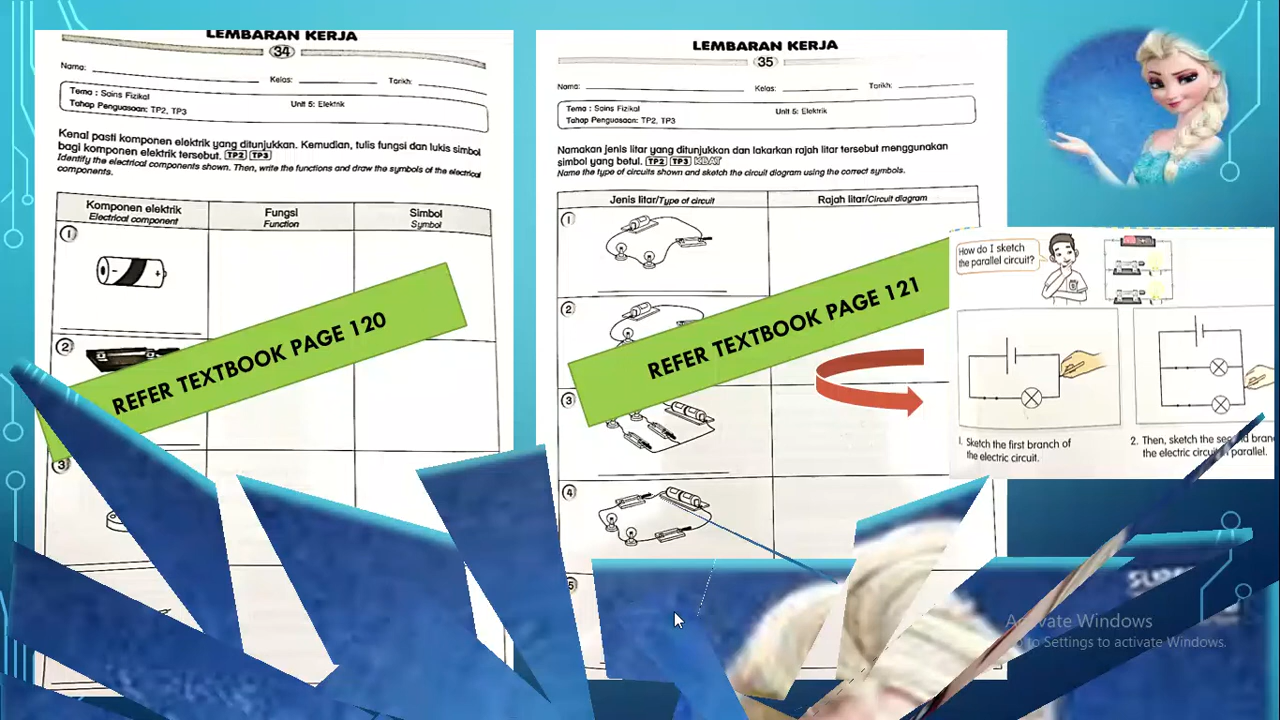 LEMBARAN KERJA
34
Nama:
Kelas:
Tarikh:
Tema : Sains Fizikal
Unit 5: Elektrik
Tahap Penguasaan: TP2, TP3
Kenal pasti komponen elektrik yang ditunjukkan. Kemudian, tulis fungsi dan lukis simbol
bagi komponen elektrik tersebut. TP2 TP3
Identify the electrical components shown. Then, write the functions and draw the symbols of the electrical
components.
Komponen elektrik
Electrical component
Fungsi
Function
Simbol
Symbol
1
2
3
REFER TEXTBOOK PAGE 120
LEMBARAN KERJA
35
Nama:
Kelas:
Tarikh:
Tema : Sains Fizikal
Unit 5: Elektrik
Tahap Penguasaan: TP2, TP3
Namakan jenis litar yang ditunjukkan dan lakarkan rajah litar tersebut menggunakan
simbol yang betul. TP2 TP3 KBAT
Name the type of circuits shown and sketch the circuit diagram using the correct symbols.
Jenis litar/Type of circuit
Rajah litar/Circuit diagram
1
2
3
4
5
REFER TEXTBOOK PAGE 121
How do I sketch
the parallel circuit?
1. Sketch the first branch of
the electric circuit.
2. Then, sketch the
the electric parallel.
Activate Windows
to Settings to activate Windows.